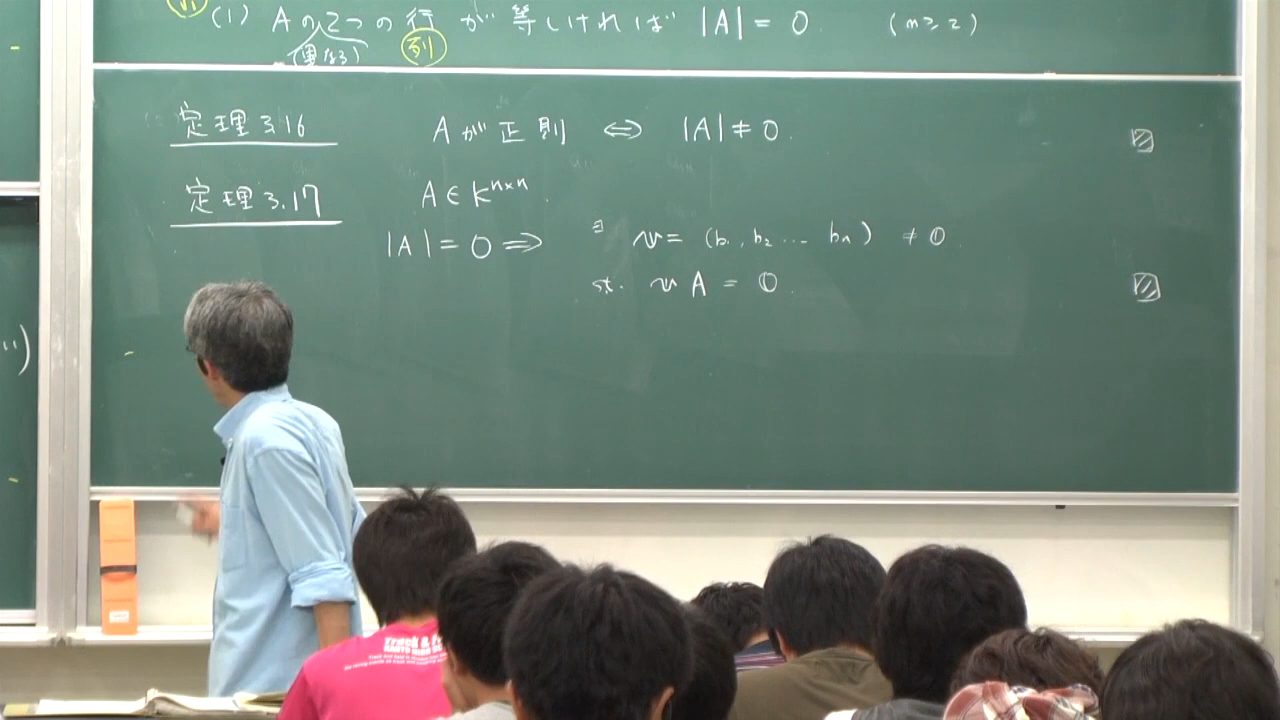 (1) Aの2つの行 が 等しければ |A| = 0. (n≥2)
(異なる) 列
定理3.16 Aが正則 ⇔ |A| ≠ 0.
定理3.17 A∈K^{n×n}.
|A| = 0 ⇒ ∃ v = (b₁, b₂ ... bₙ) ≠ 0.
s.t. v A = 0.
Track &